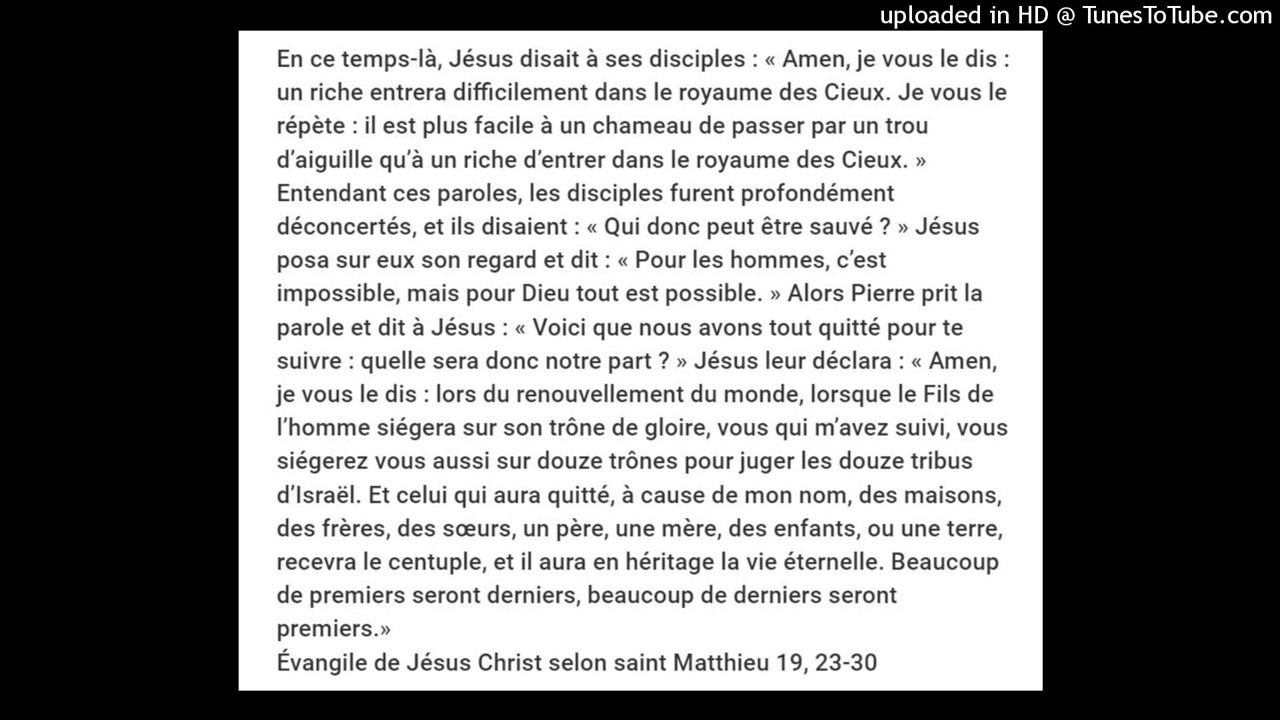 uploaded in HD @ TunesToTube.com
En ce temps-là, Jésus disait à ses disciples : « Amen, je vous le dis :
un riche entrera difficilement dans le royaume des Cieux. Je vous le
répète : il est plus facile à un chameau de passer par un trou
d’aiguille qu’à un riche d’entrer dans le royaume des Cieux. »
Entendant ces paroles, les disciples furent profondément
déconcertés, et ils disaient : « Qui donc peut être sauvé ? » Jésus
posa sur eux son regard et dit : « Pour les hommes, c’est
impossible, mais pour Dieu tout est possible. » Alors Pierre prit la
parole et dit à Jésus : « Voici que nous avons tout quitté pour te
suivre : quelle sera donc notre part ? » Jésus leur déclara : « Amen,
je vous le dis : lors du renouvellement du monde, lorsque le Fils de
l’homme siégera sur son trône de gloire, vous qui m’avez suivi, vous
siégerez vous aussi sur douze trônes pour juger les douze tribus
d’Israël. Et celui qui aura quitté, à cause de mon nom, des maisons,
des frères, des sœurs, un père, une mère, des enfants, ou une terre,
recevra le centuple, et il aura en héritage la vie éternelle. Beaucoup
de premiers seront derniers, beaucoup de derniers seront
premiers.»
Évangile de Jésus Christ selon saint Matthieu 19, 23-30